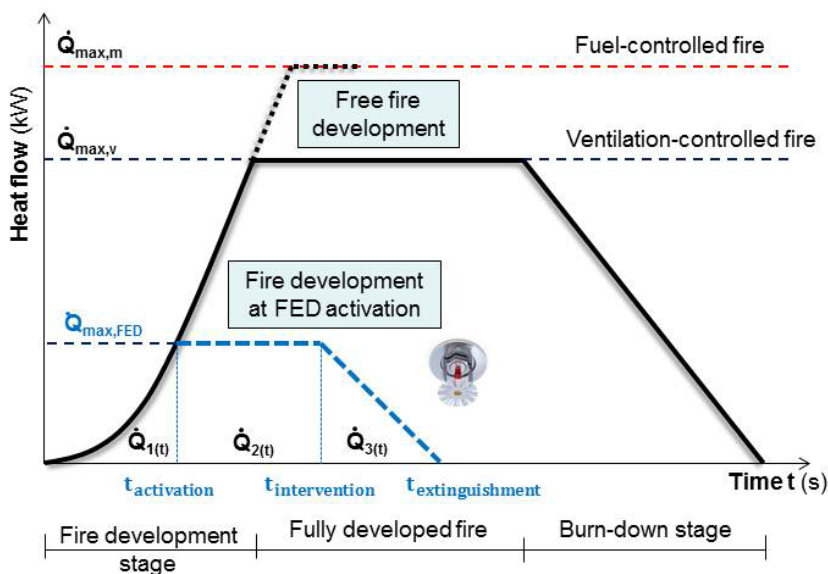 Q̇max,m
Fuel-controlled fire
Free fire
development
Q̇max,v
Ventilation-controlled fire
Heat flow (kW)
Fire development
at FED activation
Q̇max,FED
Q̇1(t)
Q̇2(t)
Q̇3(t)
tactivation
tintervention
textinguishment
Time t (s)
Fire development
stage
Fully developed fire
Burn-down stage